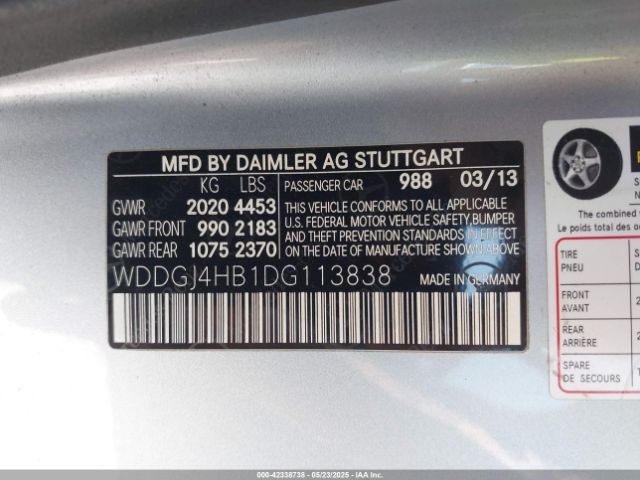 MFD BY DAIMLER AG STUTTGART
KG LBS
GVWR 2020 4453
GAWR FRONT 990 2183
GAWR REAR 1075 2370
PASSENGER CAR 988 03/13
THIS VEHICLE CONFORMS TO ALL APPLICABLE
U.S. FEDERAL MOTOR VEHICLE SAFETY, BUMPER
AND THEFT PREVENTION STANDARDS IN EFFECT
ON THE DATE OF MANUFACTURE SHOWN ABOVE.
WDDGJ4HB1DG113838 MADE IN GERMANY
The combined
Le poids total des oc
TIRE
PNEU
FRONT
AVANT
REAR
ARRIÈRE
SPARE
DE SECOURS
000-42338738 - 05/23/2025 - IAAI.com